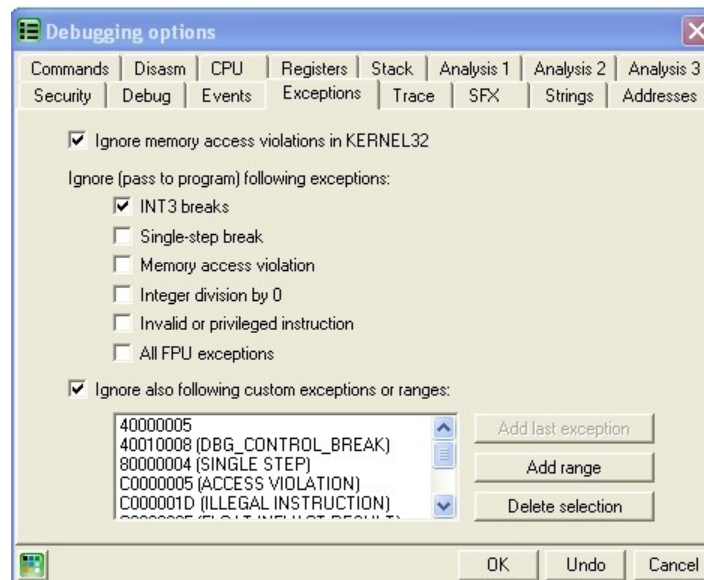 Debugging options
Commands Disasm CPU Registers Stack Analysis 1 Analysis 2 Analysis 3
Security Debug Events Exceptions Trace SFX Strings Addresses
Ignore memory access violations in KERNEL32
Ignore (pass to program) following exceptions:
INT3 breaks
Single-step break
Memory access violation
Integer division by 0
Invalid or privileged instruction
All FPU exceptions
Ignore also following custom exceptions or ranges:
40000005
40010008 (DBG_CONTROL_BREAK)
80000004 (SINGLE STEP)
C0000005 (ACCESS VIOLATION)
C000001D (ILLEGAL INSTRUCTION)
Add last exception
Add range
Delete selection
OK Undo Cancel